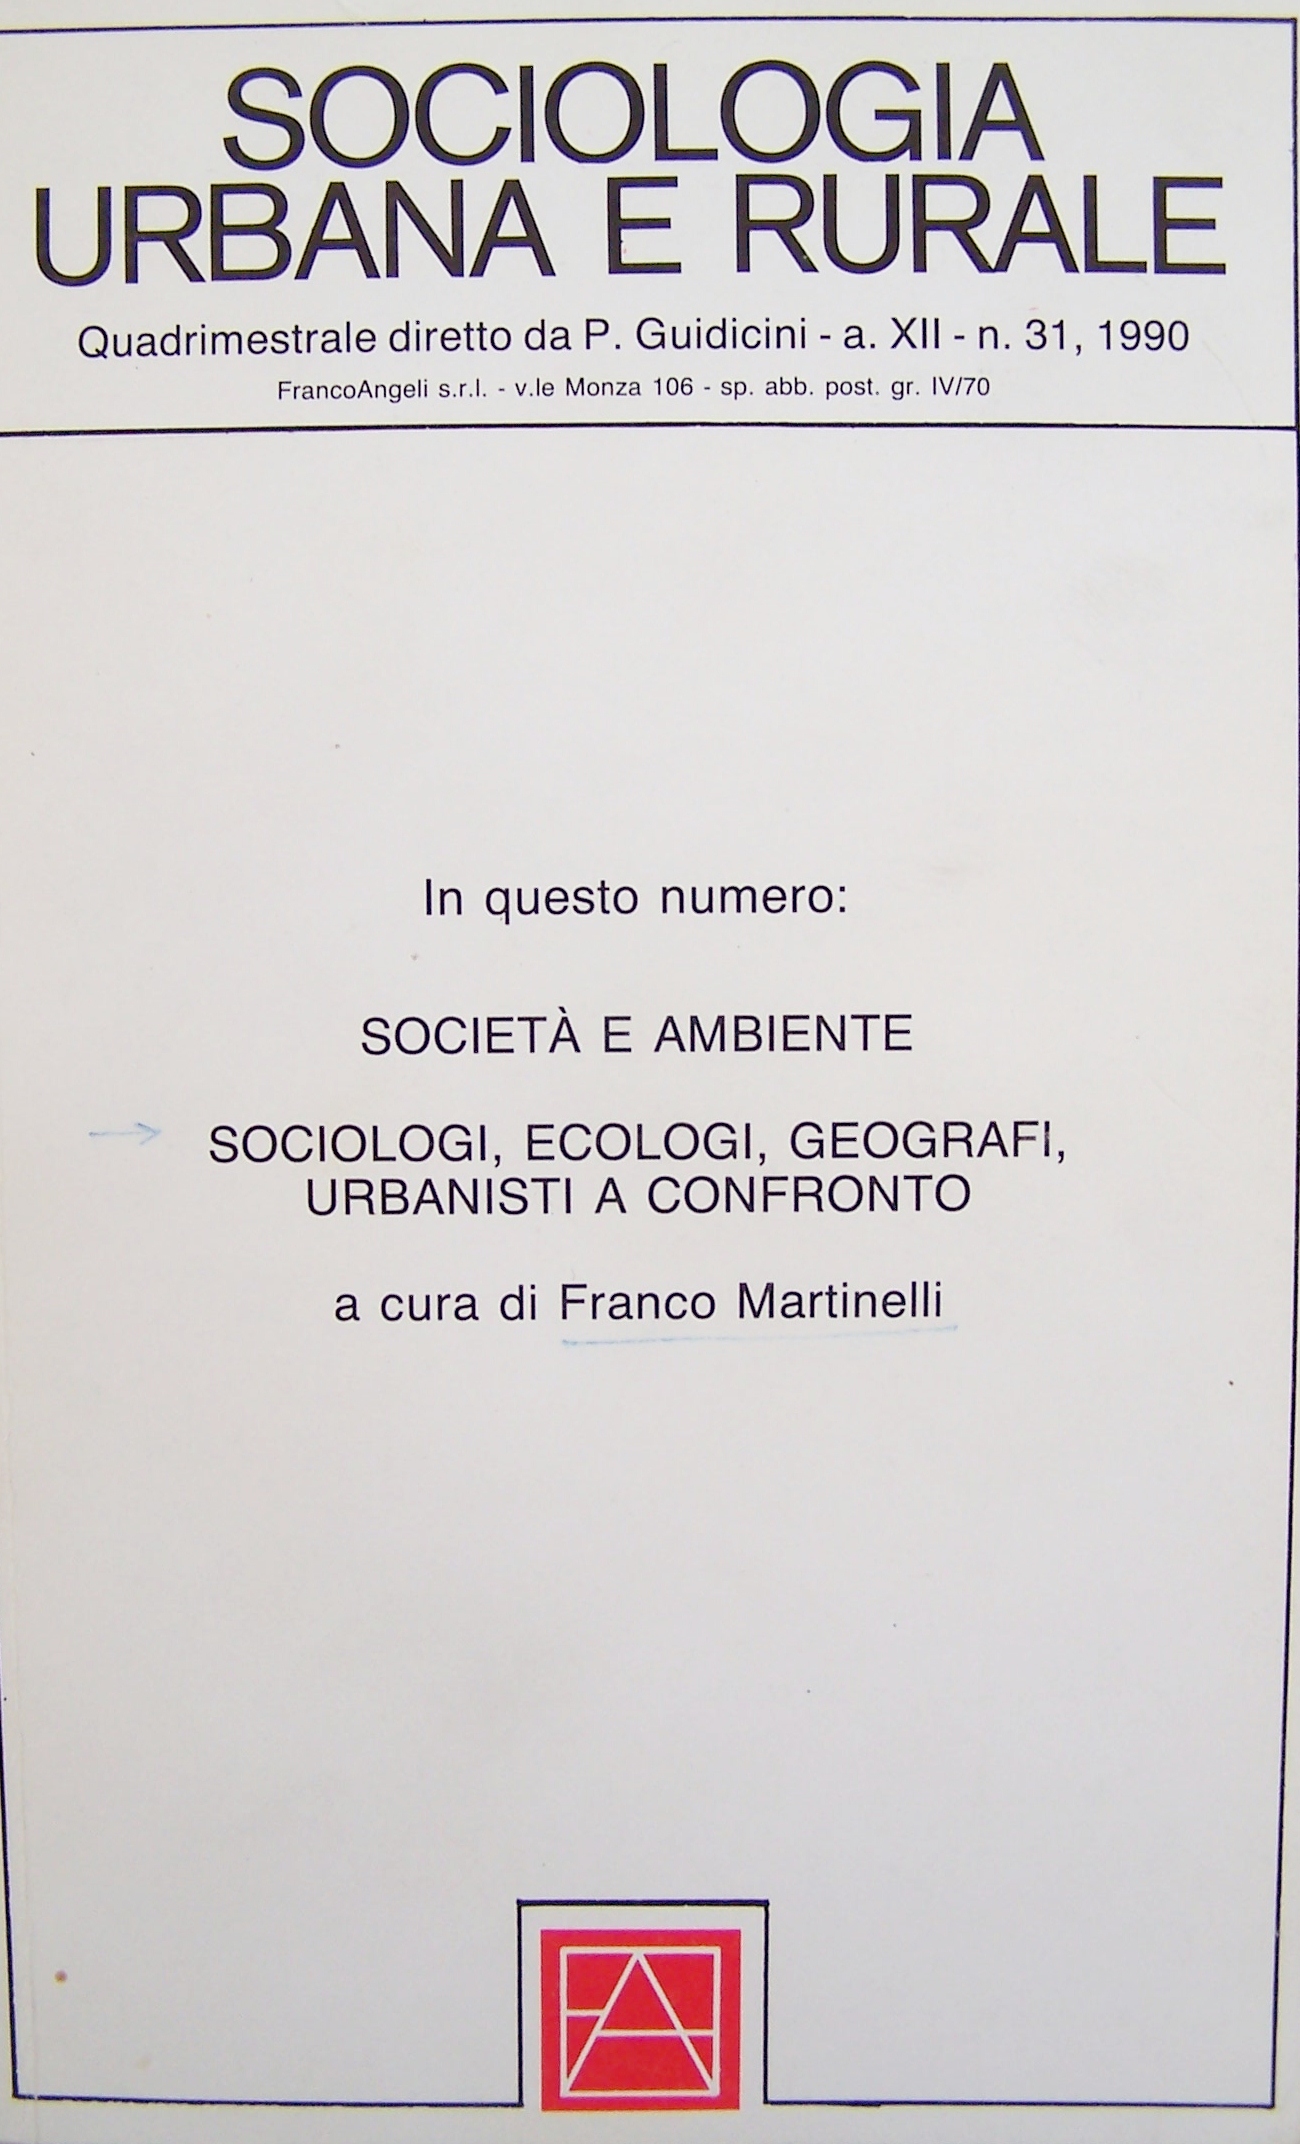 SOCIOLOGIA
URBANA E RURALE
Quadrimestrale diretto da P. Guidicini - a. XII - n. 31, 1990
FrancoAngeli s.r.l. - v.le Monza 106 - sp. abb. post. gr. IV/70
In questo numero:
SOCIETÀ E AMBIENTE
SOCIOLOGI, ECOLOGI, GEOGRAFI,
URBANISTI A CONFRONTO
a cura di Franco Martinelli
FA